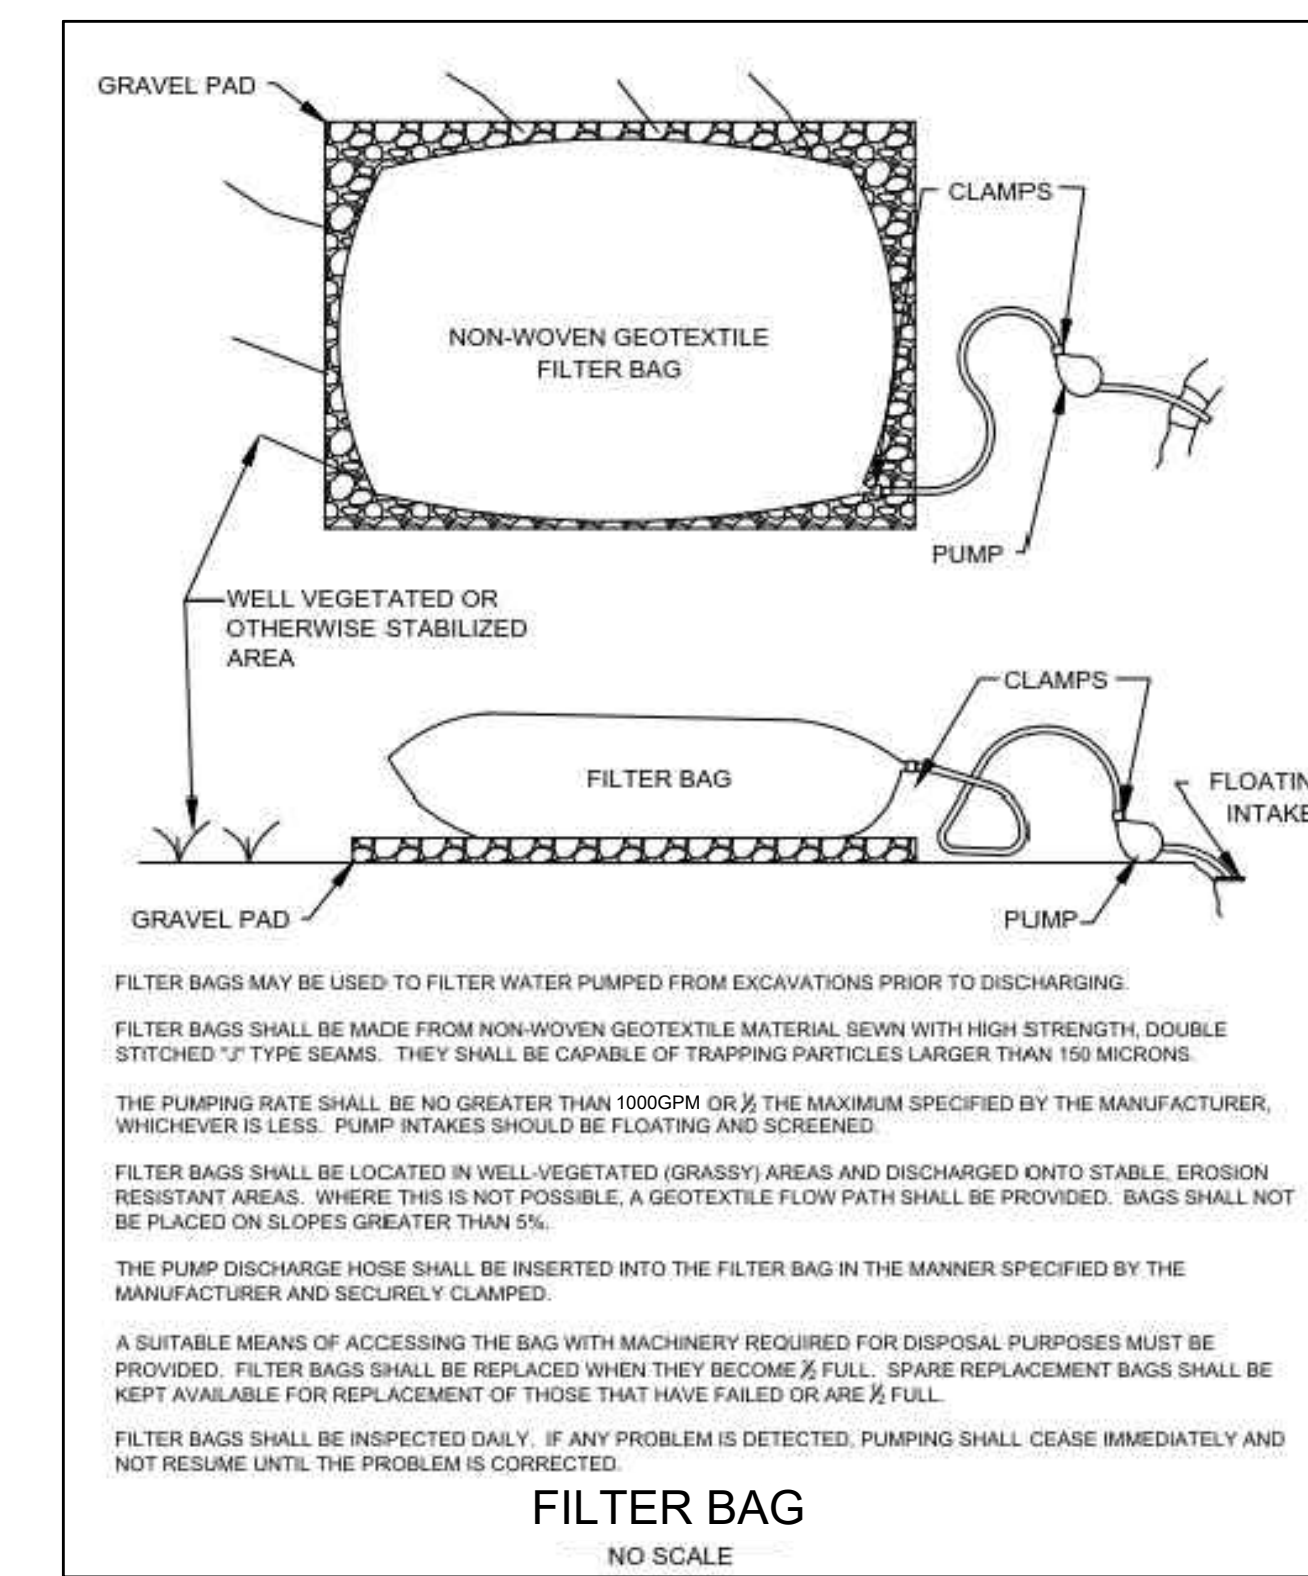 GRAVEL PAD
CLAMPS
NON-WOVEN GEOTEXTILE
FILTER BAG
PUMP
WELL VEGETATED OR
OTHERWISE STABILIZED
AREA
CLAMPS
FILTER BAG
FLOATIN
INTAKE
GRAVEL PAD
PUMP
FILTER BAGS MAY BE USED TO FILTER WATER PUMPED FROM EXCAVATIONS PRIOR TO DISCHARGING.
FILTER BAGS SHALL BE MADE FROM NON-WOVEN GEOTEXTILE MATERIAL SEWN WITH HIGH STRENGTH, DOUBLE
STITCHED "J" TYPE SEAMS. THEY SHALL BE CAPABLE OF TRAPPING PARTICLES LARGER THAN 150 MICRONS.
THE PUMPING RATE SHALL BE NO GREATER THAN 1000GPM OR ½ THE MAXIMUM SPECIFIED BY THE MANUFACTURER,
WHICHEVER IS LESS. PUMP INTAKES SHOULD BE FLOATING AND SCREENED.
FILTER BAGS SHALL BE LOCATED IN WELL-VEGETATED (GRASSY) AREAS AND DISCHARGED ONTO STABLE, EROSION
RESISTANT AREAS. WHERE THIS IS NOT POSSIBLE, A GEOTEXTILE FLOW PATH SHALL BE PROVIDED. BAGS SHALL NOT
BE PLACED ON SLOPES GREATER THAN 5%.
THE PUMP DISCHARGE HOSE SHALL BE INSERTED INTO THE FILTER BAG IN THE MANNER SPECIFIED BY THE
MANUFACTURER AND SECURELY CLAMPED.
A SUITABLE MEANS OF ACCESSING THE BAG WITH MACHINERY REQUIRED FOR DISPOSAL PURPOSES MUST BE
PROVIDED. FILTER BAGS SHALL BE REPLACED WHEN THEY BECOME ½ FULL. SPARE REPLACEMENT BAGS SHALL BE
KEPT AVAILABLE FOR REPLACEMENT OF THOSE THAT HAVE FAILED OR ARE ½ FULL.
FILTER BAGS SHALL BE INSPECTED DAILY. IF ANY PROBLEM IS DETECTED, PUMPING SHALL CEASE IMMEDIATELY AND
NOT RESUME UNTIL THE PROBLEM IS CORRECTED.
FILTER BAG
NO SCALE